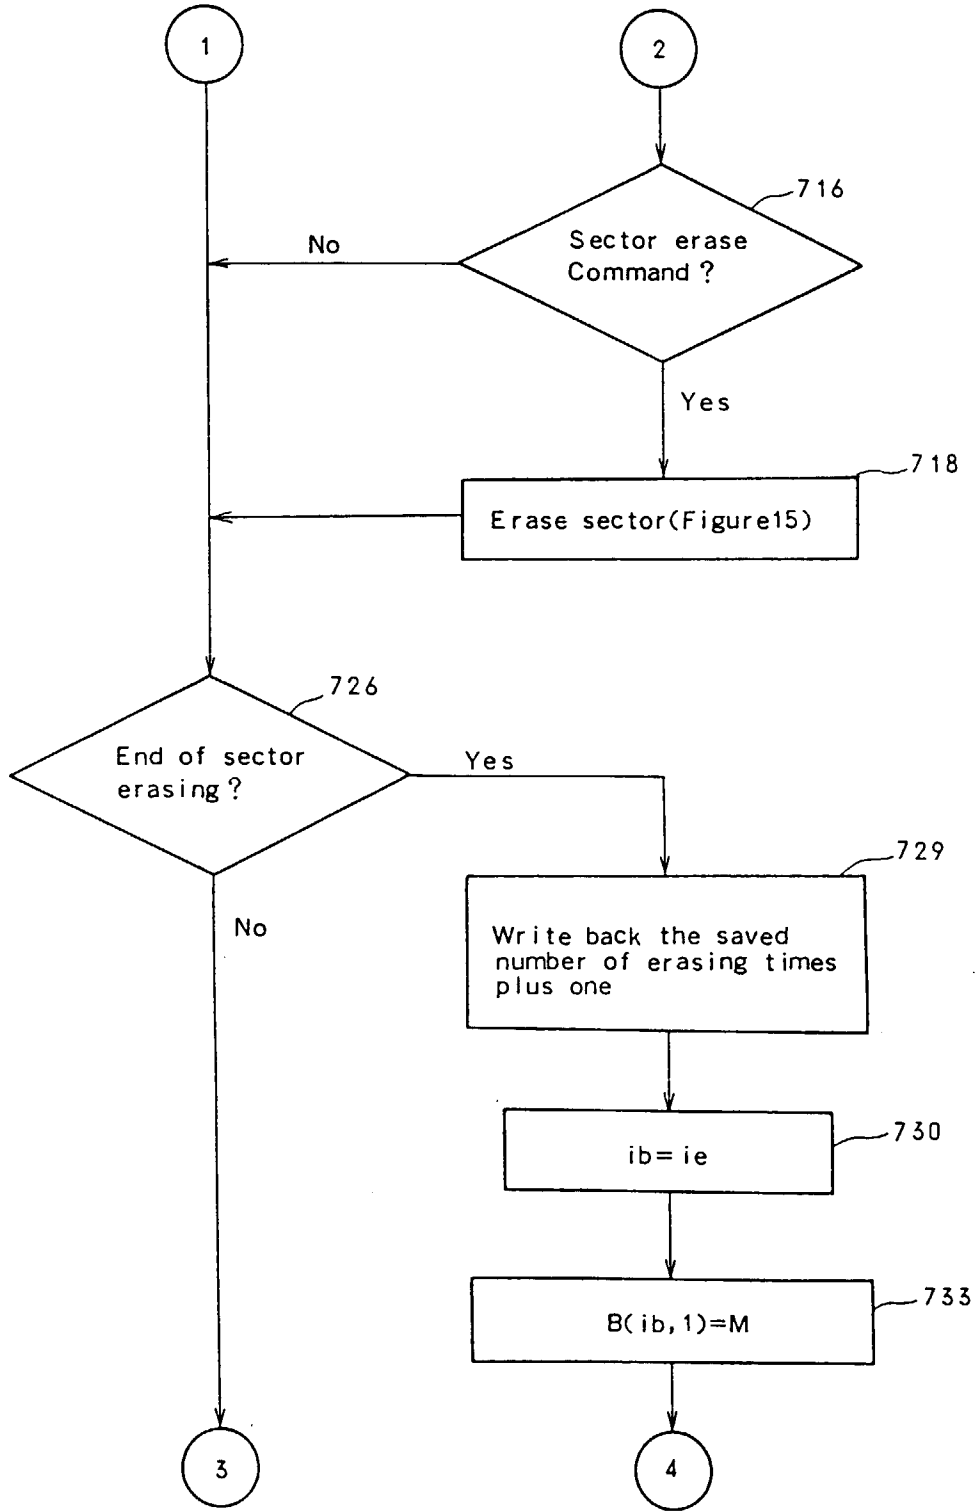 1
2
716
Sector erase
Command?
No
Yes
718
Erase sector(Figure15)
726
End of sector
erasing?
Yes
No
729
Write back the saved
number of erasing times
plus one
730
ib=ie
733
B(ib,1)=M
3
4